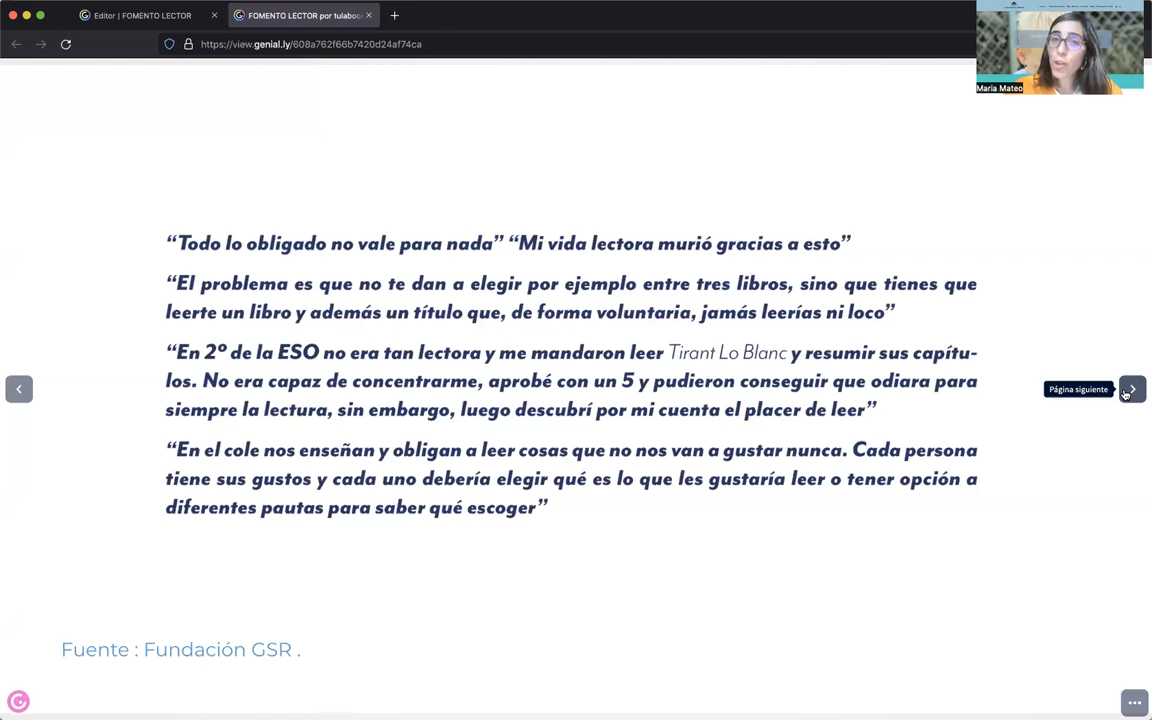 Editor | FOMENTO LECTOR
FOMENTO LECTOR por tulaboo
https://view.genial.ly/608a762f66b7420d24af74ca
Maria Mateo
“Todo lo obligado no vale para nada” “Mi vida lectora murió gracias a esto”
“El problema es que no te dan a elegir por ejemplo entre tres libros, sino que tienes que
leerte un libro y además un título que, de forma voluntaria, jamás leerías ni loco”
“En 2º de la ESO no era tan lectora y me mandaron leer Tirant Lo Blanc y resumir sus capítu-
los. No era capaz de concentrarme, aprobé con un 5 y pudieron conseguir que odiara para
siempre la lectura, sin embargo, luego descubrí por mi cuenta el placer de leer”
Página siguiente
“En el cole nos enseñan y obligan a leer cosas que no nos van a gustar nunca. Cada persona
tiene sus gustos y cada uno debería elegir qué es lo que les gustaría leer o tener opción a
diferentes pautas para saber qué escoger”
Fuente : Fundación GSR .